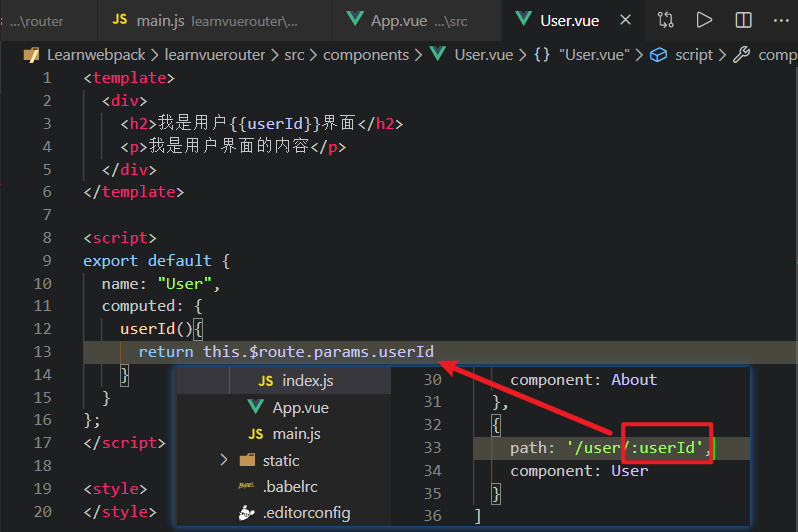 ...\router
JS main.js learnvuerouter\...
App.vue ...\src
User.vue
Learnwebpack > learnvuerouter > src > components > User.vue > {} "User.vue" > script > comp
1 <template>
2 <div>
3 <h2>我是用户{{userId}}界面</h2>
4 <p>我是用户界面的内容</p>
5 </div>
6 </template>
7
8 <script>
9 export default {
10 name: "User",
11 computed: {
12 userId(){
13 return this.$route.params.userId
14 }
15 }
16 };
17 </script>
18
19 <style>
20 </style>
JS index.js
App.vue
JS main.js
> static
BABEL .babelrc
.editorconfig
30 component: About
31 },
32 {
33 path: '/user/:userId',
34 component: User
35 }
36 ]